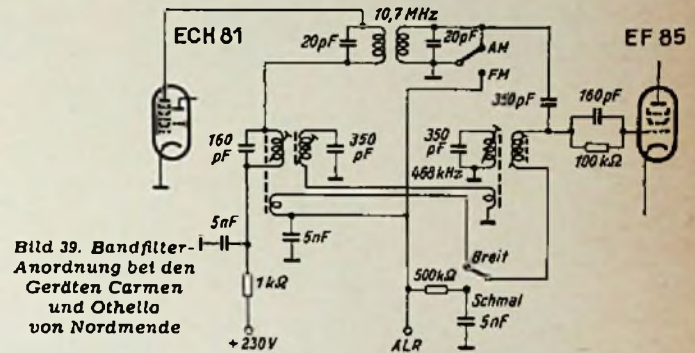 10,7 MHz
ECH 81
20pF
20pF
AM
FM
EF 85
350pF
160pF
100kΩ
160
pF
350
pF
350
pF
468kHz
5nF
5nF
Breit
Bild 39. Bandfilter-
Anordnung bei den
Geräten Carmen
und Othello
von Nordmende
1kΩ
500kΩ
Schmal
5nF
+230V
ALR